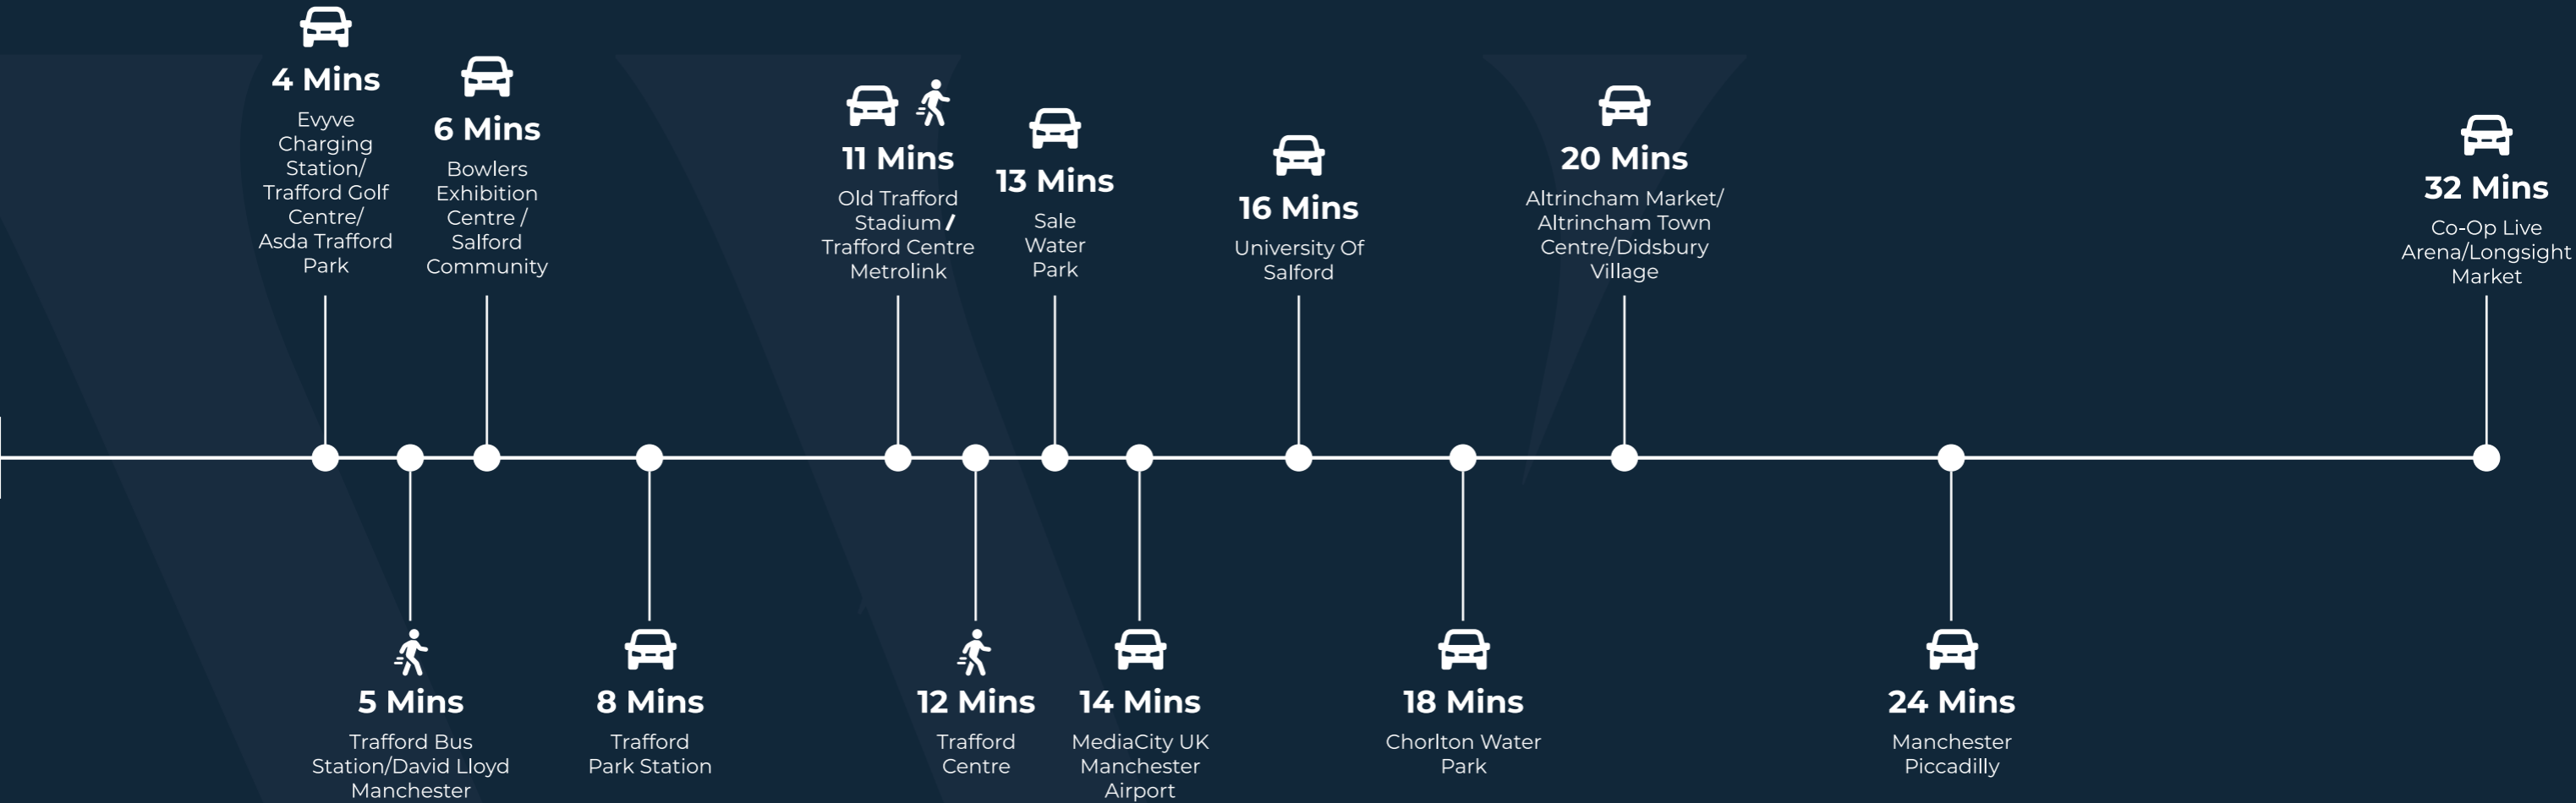 4 Mins
Evyve
Charging
Station/
Trafford Golf
Centre/
Asda Trafford
Park
6 Mins
Bowlers
Exhibition
Centre /
Salford
Community
11 Mins
Old Trafford
Stadium /
Trafford Centre
Metrolink
13 Mins
Sale
Water
Park
16 Mins
University Of
Salford
20 Mins
Altrincham Market/
Altrincham Town
Centre/Didsbury
Village
32 Mins
Co-Op Live
Arena/Longsight
Market
5 Mins
Trafford Bus
Station/David Lloyd
Manchester
8 Mins
Trafford
Park Station
12 Mins
Trafford
Centre
14 Mins
MediaCity UK
Manchester
Airport
18 Mins
Chorlton Water
Park
24 Mins
Manchester
Piccadilly